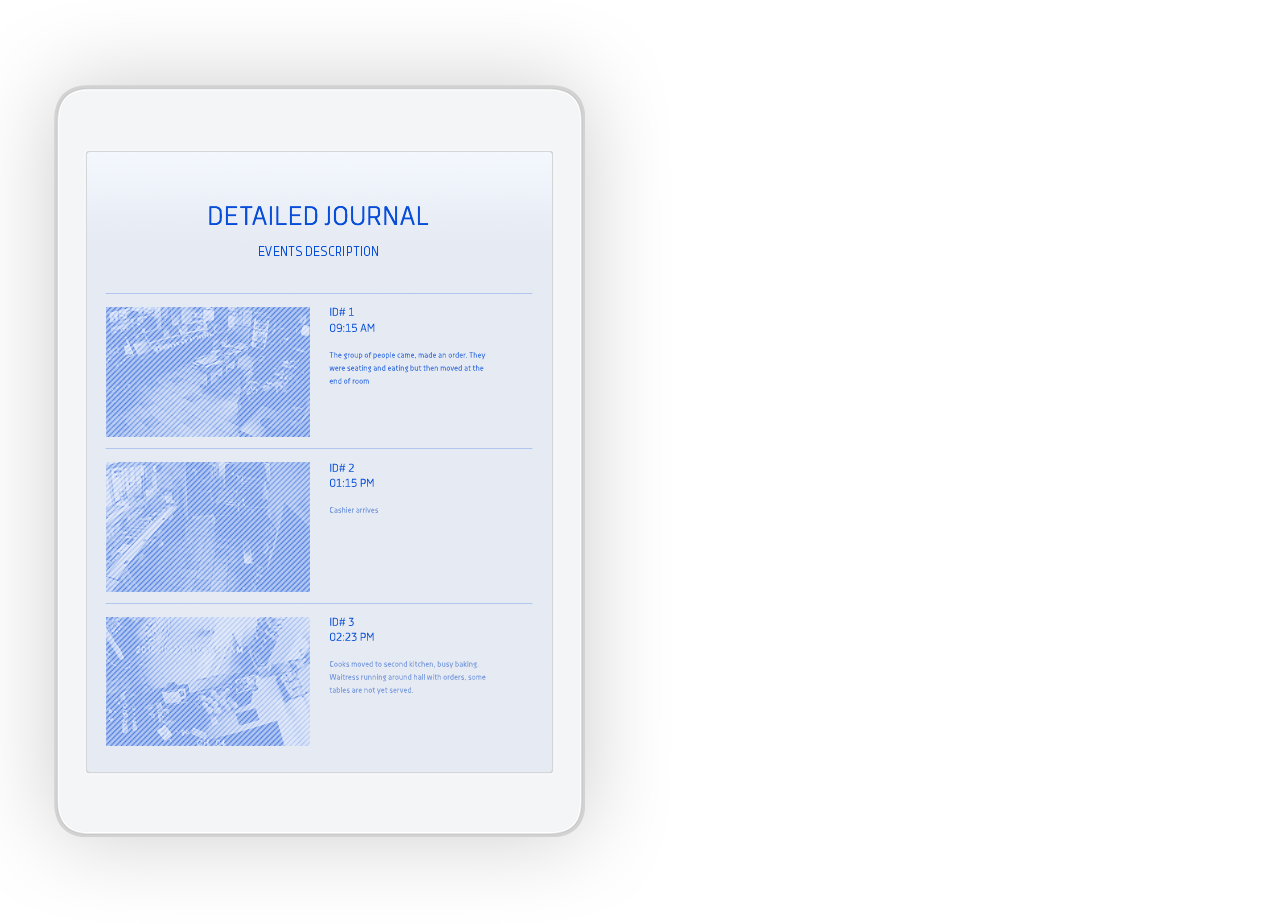 DETAILED JOURNAL
EVENTS DESCRIPTION
ID# 1
09:15 AM
The group of people came, made an order. They
were seating and eating but then moved at the
end of room
ID# 2
01:15 PM
Cashier arrives
ID# 3
02:23 PM
Cooks moved to second kitchen, busy baking.
Waitress running around hall with orders, some
tables are not yet served.